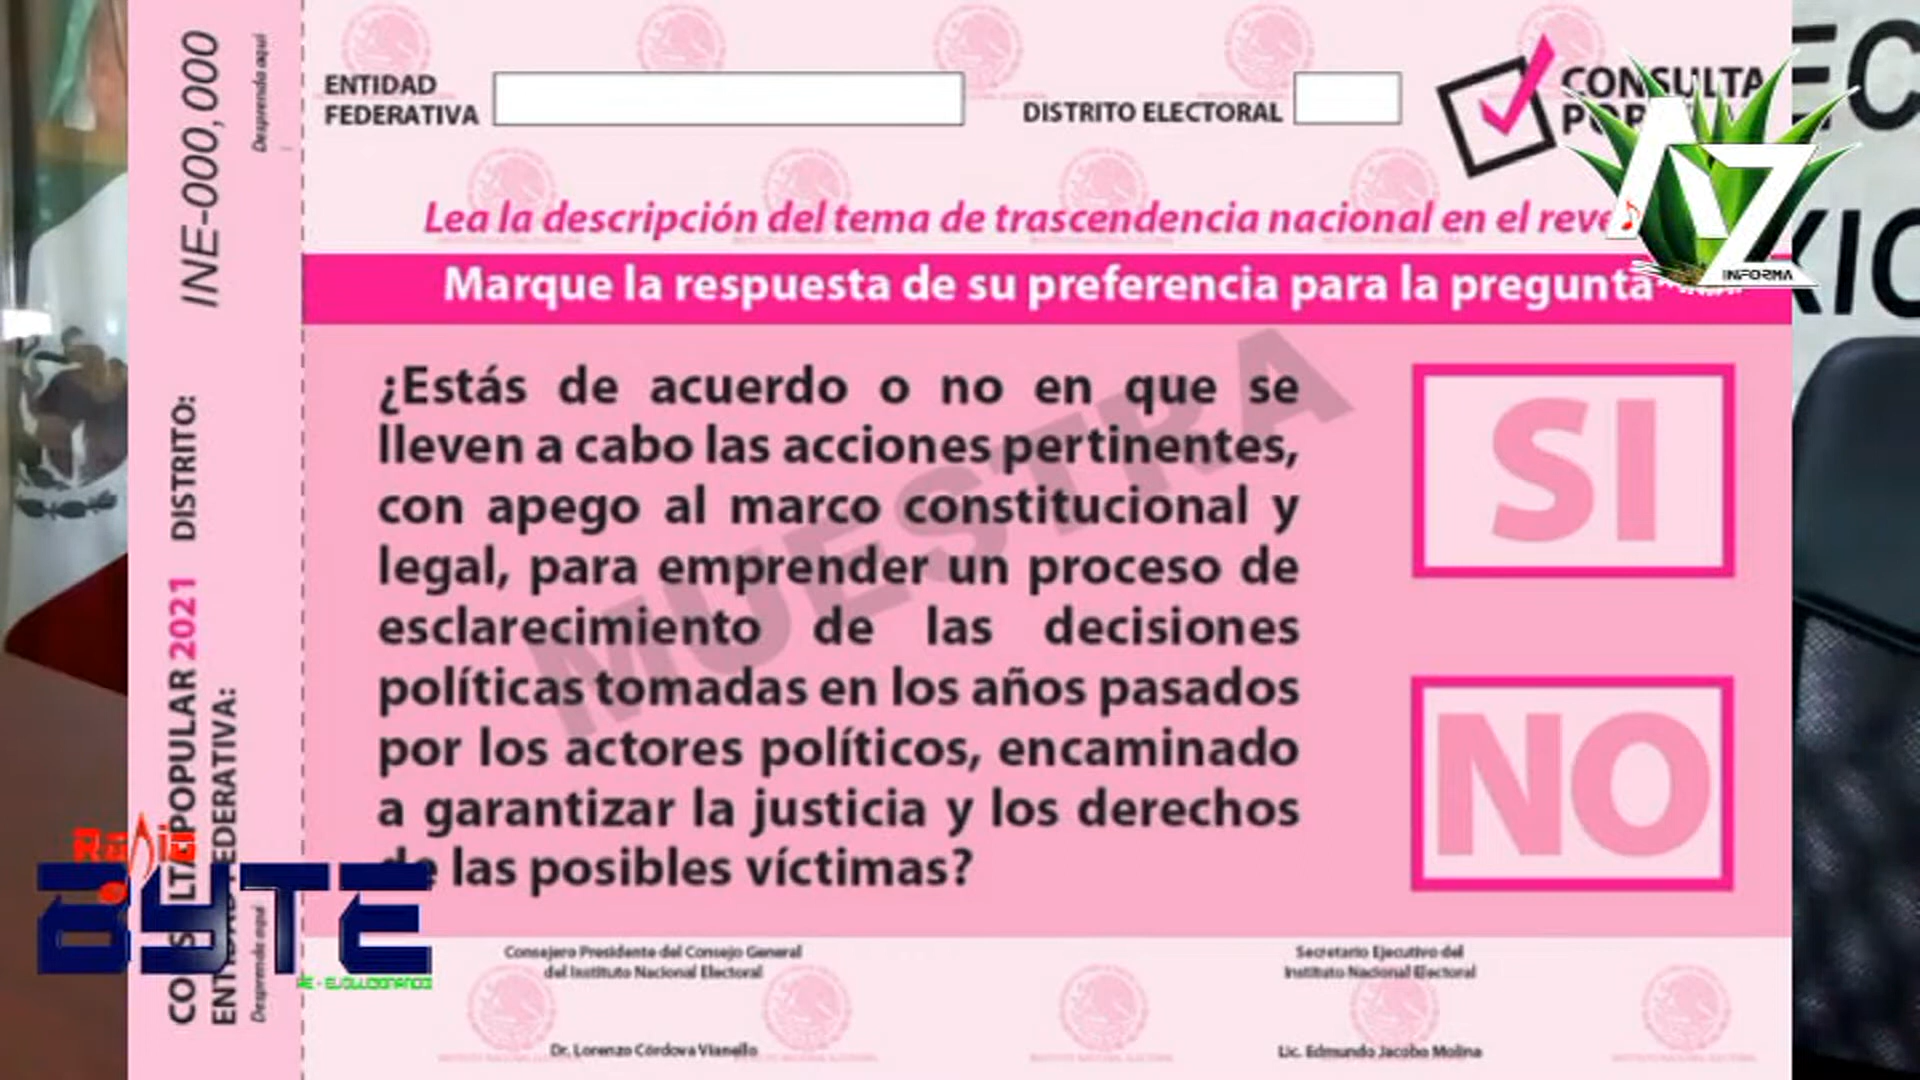 ENTIDAD
FEDERATIVA
DISTRITO ELECTORAL
CONSULTA
Lea la descripción del tema de trascendencia nacional en el
Marque la respuesta de su preferencia para la pregunta
¿Estás de acuerdo o no en que se
lleven a cabo las acciones pertinentes,
con apego al marco constitucional y
legal, para emprender un proceso de
esclarecimiento de las decisiones
políticas tomadas en los años pasados
por los actores políticos, encaminado
a garantizar la justicia y los derechos
de las posibles víctimas?
SI
NO
MUESTRA
Consejero Presidente del Consejo General
del Instituto Nacional Electoral
Dr. Lorenzo Córdova Vianello
Secretario Ejecutivo del
Instituto Nacional Electoral
Lic. Edmundo Jacobo Molina
INE-000,000
Desprenda aquí
POPULAR 2021 DISTRITO:
Desprenda aquí
AZ
INFORMA
Radio
BYTE